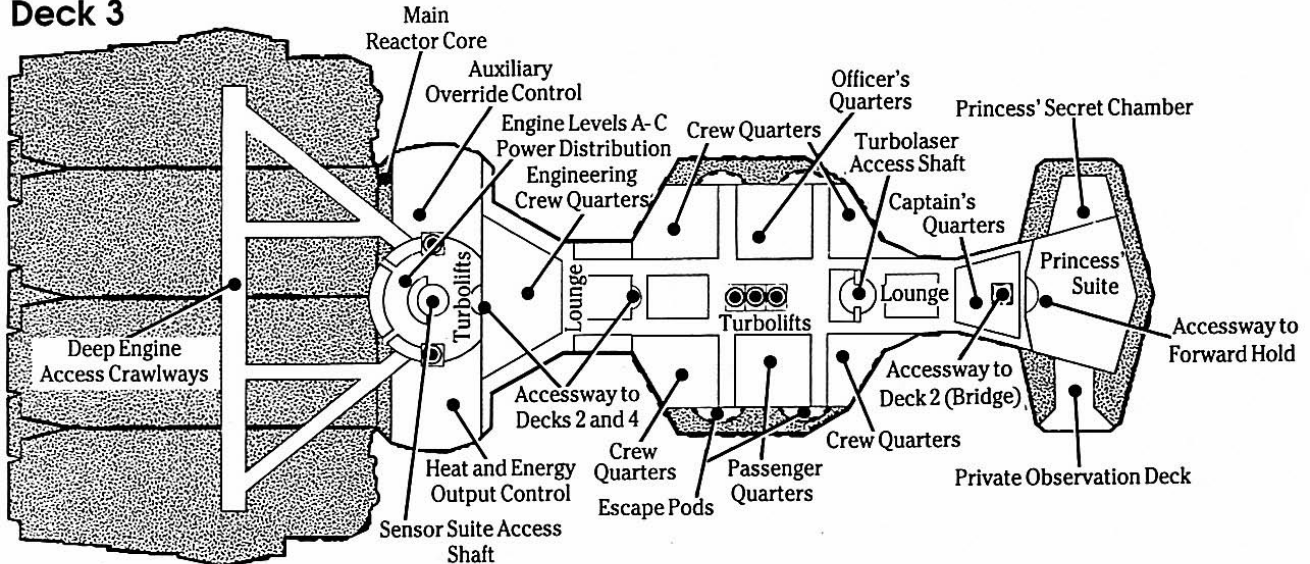 Deck 3
Main
Reactor Core
Auxiliary
Override Control
Engine Levels A-C
Power Distribution
Engineering
Crew Quarters
Crew Quarters
Officer's
Quarters
Turbolaser
Access Shaft
Captain's
Quarters
Princess' Secret Chamber
Princess'
Suite
Turbolifts
Lounge
Turbolifts
Lounge
Accessway to
Forward Hold
Deep Engine
Access Crawlways
Accessway to
Decks 2 and 4
Accessway to
Deck 2 (Bridge)
Heat and Energy
Output Control
Sensor Suite Access
Shaft
Crew
Quarters
Escape Pods
Passenger
Quarters
Crew Quarters
Private Observation Deck